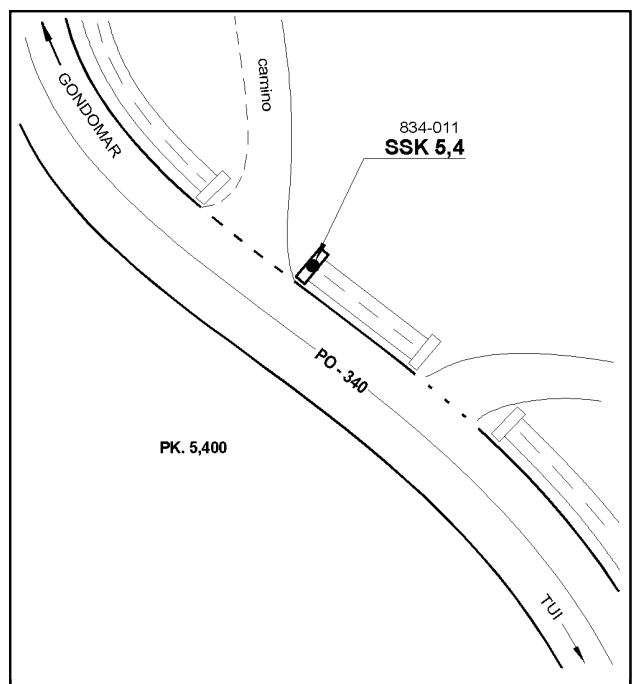 GONDOMAR
camino
834-011
SSK 5,4
PO - 340
PK. 5,400
TUI